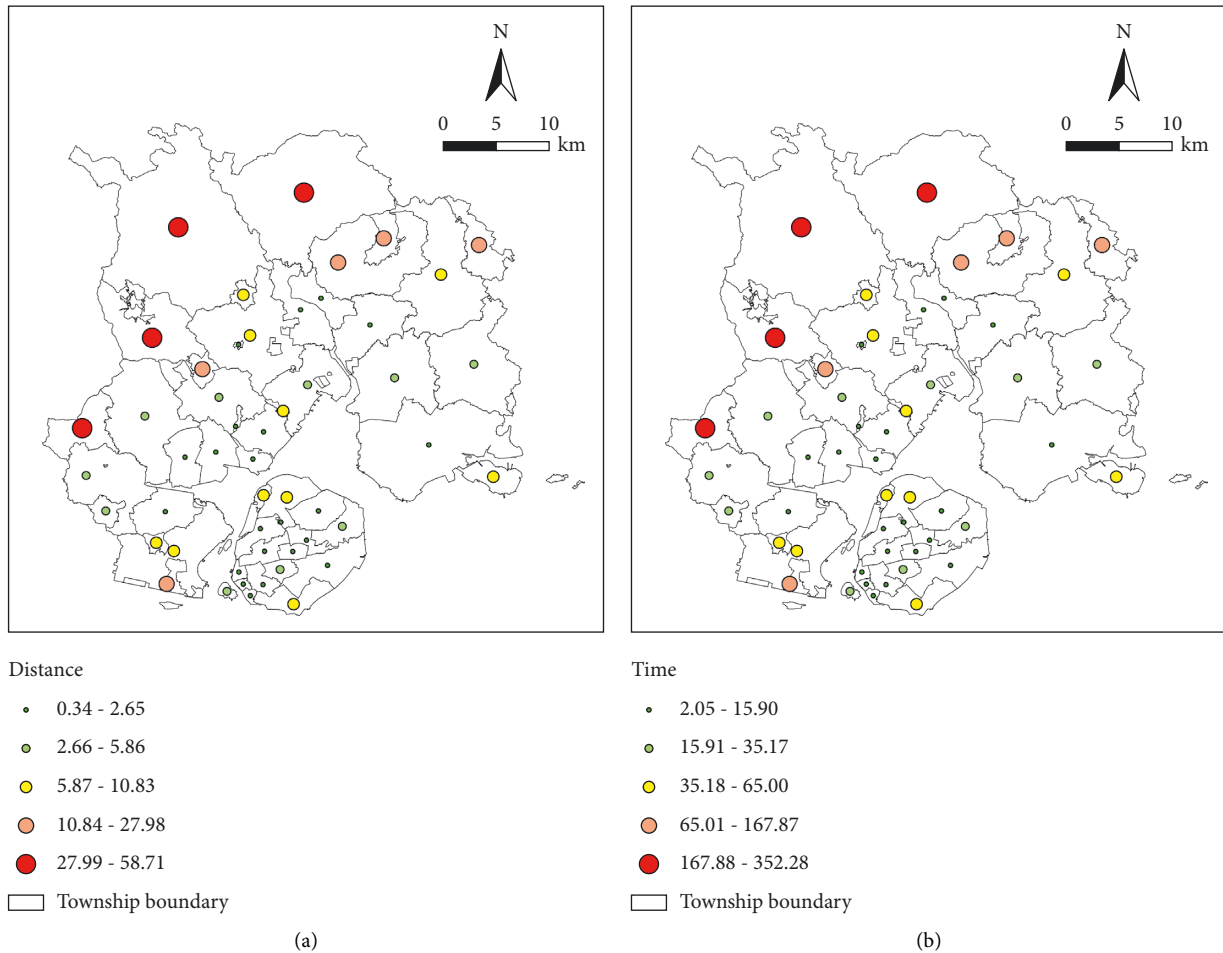 N
0 5 10
km
Distance
0.34 - 2.65
2.66 - 5.86
5.87 - 10.83
10.84 - 27.98
27.99 - 58.71
Township boundary
(a)
N
0 5 10
km
Time
2.05 - 15.90
15.91 - 35.17
35.18 - 65.00
65.01 - 167.87
167.88 - 352.28
Township boundary
(b)